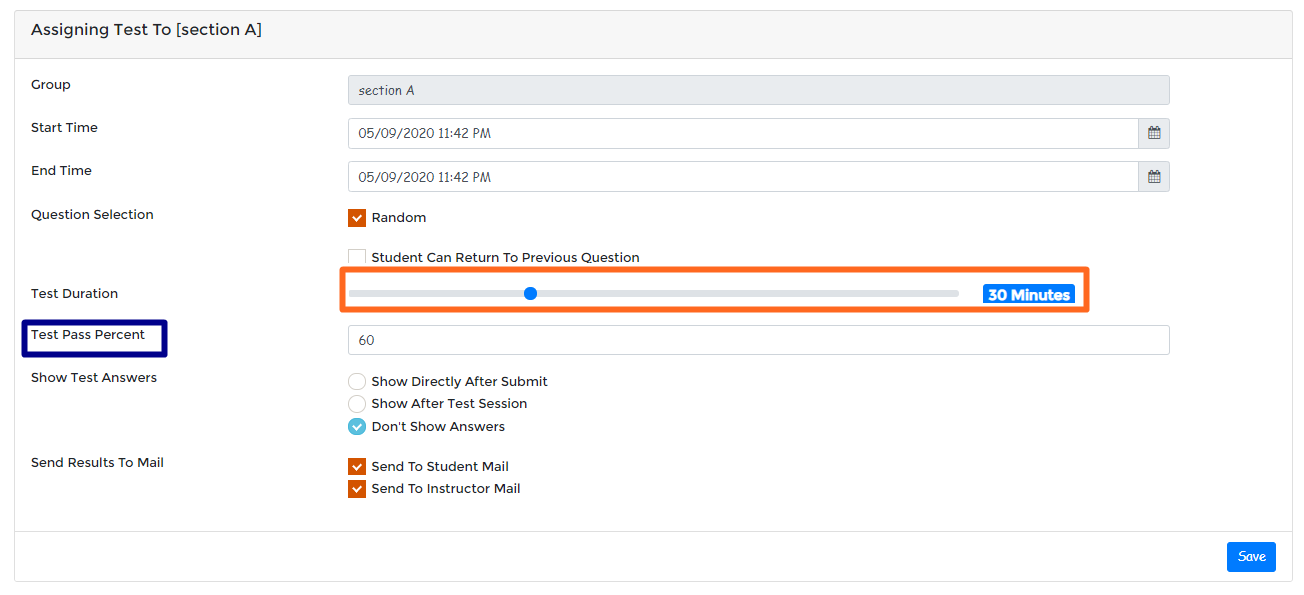 Assigning Test To [section A]
Group
section A
Start Time
05/09/2020 11:42 PM
End Time
05/09/2020 11:42 PM
Question Selection
Random
Student Can Return To Previous Question
Test Duration
30 Minutes
Test Pass Percent
60
Show Test Answers
Show Directly After Submit
Show After Test Session
Don't Show Answers
Send Results To Mail
Send To Student Mail
Send To Instructor Mail
Save